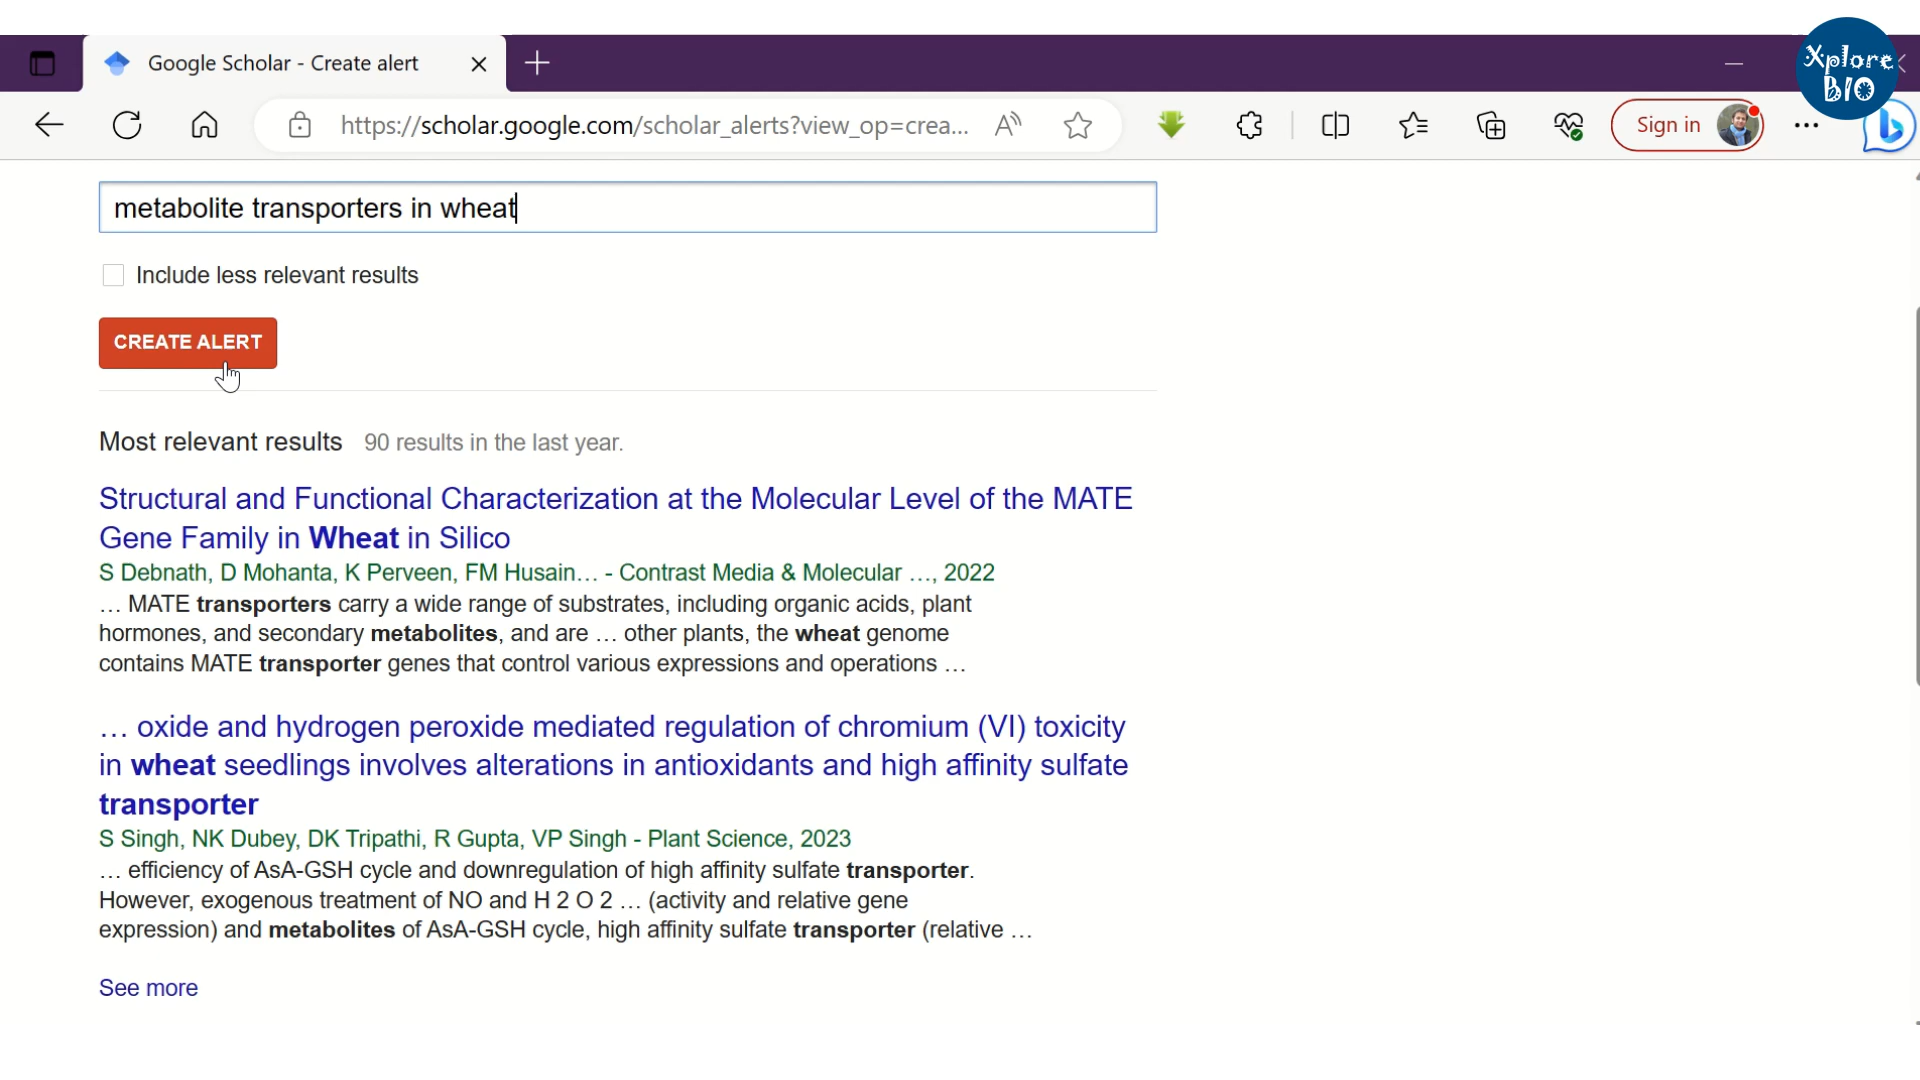 Xplore
BIO
Google Scholar - Create alert
https://scholar.google.com/scholar_alerts?view_op=crea...
Sign in
metabolite transporters in wheat
Include less relevant results
CREATE ALERT
Most relevant results 90 results in the last year.
Structural and Functional Characterization at the Molecular Level of the MATE
Gene Family in Wheat in Silico
S Debnath, D Mohanta, K Perveen, FM Husain… - Contrast Media & Molecular …, 2022
… MATE transporters carry a wide range of substrates, including organic acids, plant
hormones, and secondary metabolites, and are … other plants, the wheat genome
contains MATE transporter genes that control various expressions and operations …
… oxide and hydrogen peroxide mediated regulation of chromium (VI) toxicity
in wheat seedlings involves alterations in antioxidants and high affinity sulfate
transporter
S Singh, NK Dubey, DK Tripathi, R Gupta, VP Singh - Plant Science, 2023
… efficiency of AsA-GSH cycle and downregulation of high affinity sulfate transporter.
However, exogenous treatment of NO and H 2 O 2 … (activity and relative gene
expression) and metabolites of AsA-GSH cycle, high affinity sulfate transporter (relative …
See more